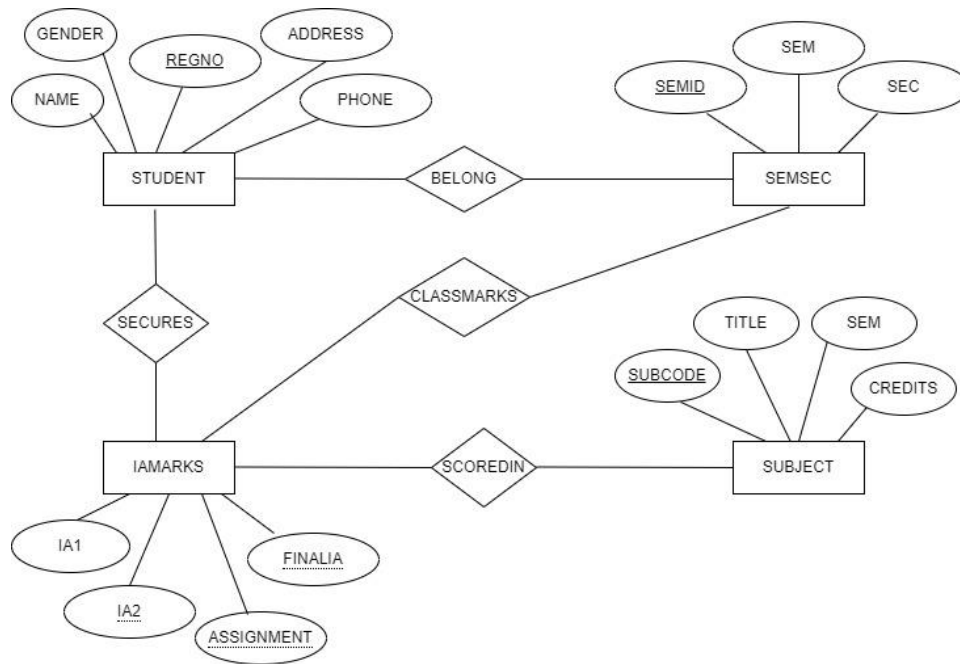 GENDER
REGNO
ADDRESS
NAME
PHONE
SEM
SEMID
SEC
STUDENT
BELONG
SEMSEC
CLASSMARKS
SECURES
TITLE
SEM
SUBCODE
CREDITS
IAMARKS
SCOREDIN
SUBJECT
IA1
FINALIA
IA2
ASSIGNMENT